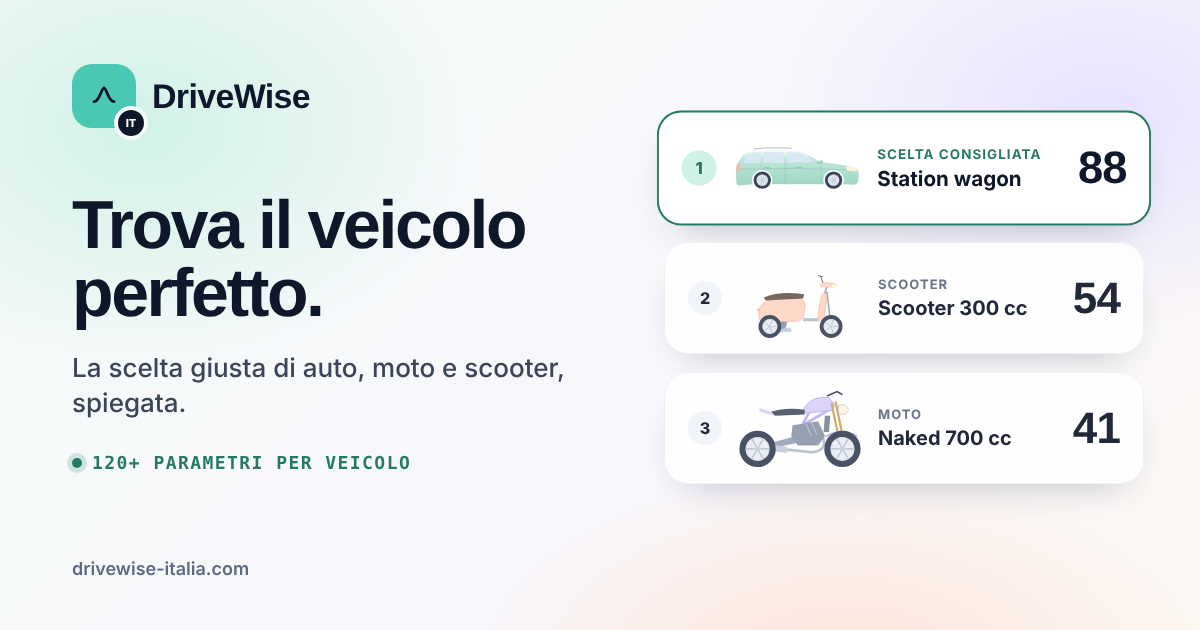 IT
DriveWise
Trova il veicolo
perfetto.
La scelta giusta di auto, moto e scooter,
spiegata.
120+ PARAMETRI PER VEICOLO
drivewise-italia.com
1
SCELTA CONSIGLIATA
Station wagon
88
2
SCOOTER
Scooter 300 cc
54
3
MOTO
Naked 700 cc
41